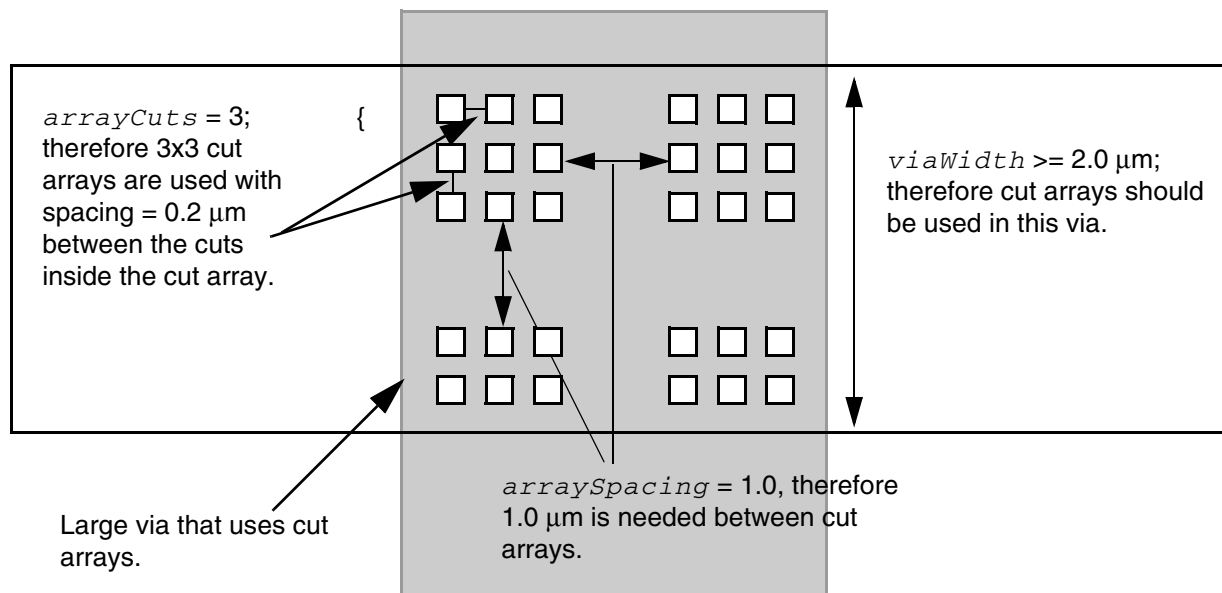 arrayCuts = 3;
therefore 3x3 cut
arrays are used with
spacing = 0.2 μm
between the cuts
inside the cut array.
{
viaWidth >= 2.0 μm;
therefore cut arrays should
be used in this via.
Large via that uses cut
arrays.
arraySpacing = 1.0, therefore
1.0 μm is needed between cut
arrays.